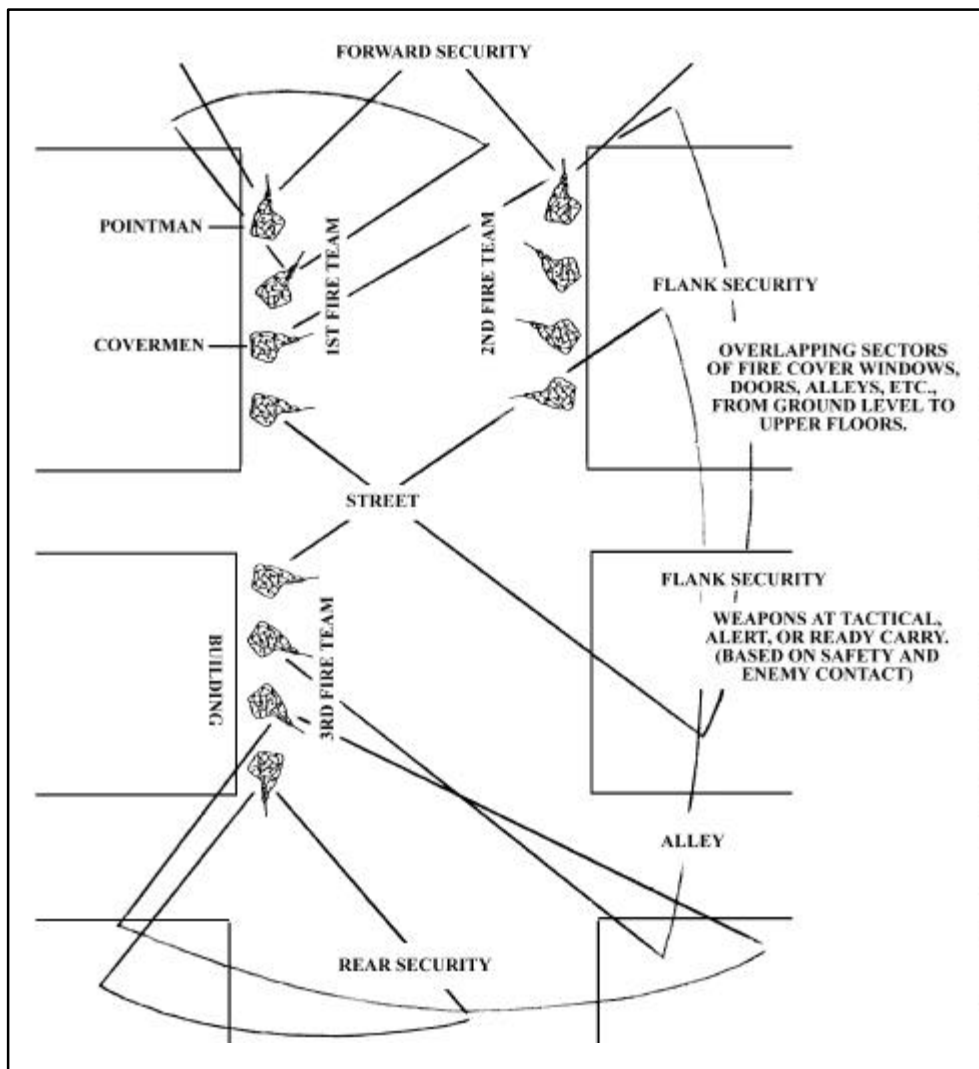 FORWARD SECURITY
POINTMAN
1ST FIRE TEAM
2ND FIRE TEAM
FLANK SECURITY
COVERMEN
OVERLAPPING SECTORS
OF FIRE COVER WINDOWS,
DOORS, ALLEYS, ETC.,
FROM GROUND LEVEL TO
UPPER FLOORS.
STREET
FLANK SECURITY
WEAPONS AT TACTICAL,
ALERT, OR READY CARRY.
(BASED ON SAFETY AND
ENEMY CONTACT)
BUILDING
3RD FIRE TEAM
ALLEY
REAR SECURITY